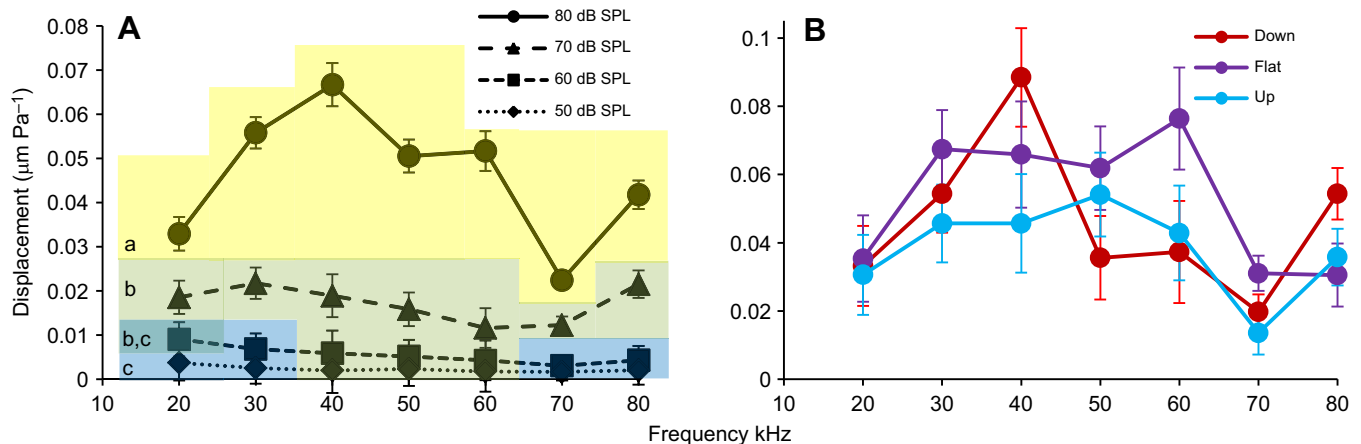 A
80 dB SPL
70 dB SPL
60 dB SPL
50 dB SPL
Displacement (μm Pa⁻¹)
0.08
0.07
0.06
0.05
0.04
0.03
0.02
0.01
0
a
b
b,c
c
10 20 30 40 50 60 70 80
B
Down
Flat
Up
0.1
0.08
0.06
0.04
0.02
0
10 20 30 40 50 60 70 80
Frequency kHz